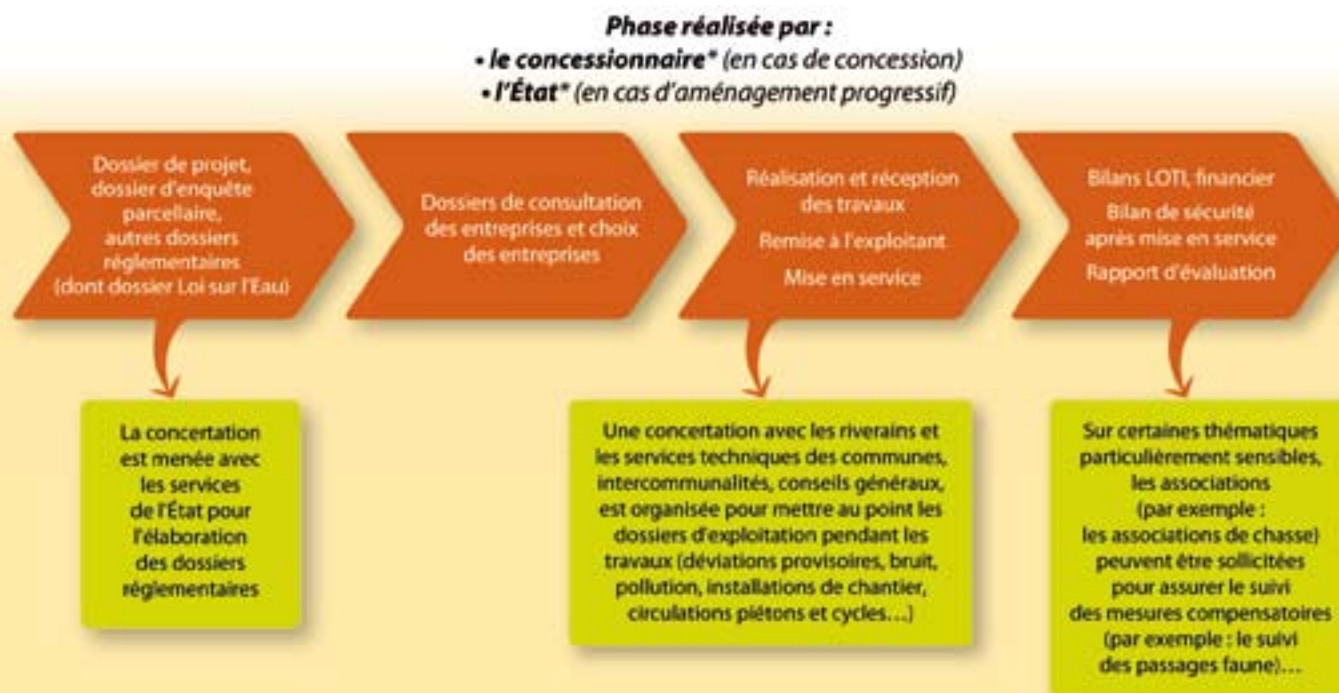 Phase réalisée par :
• le concessionnaire* (en cas de concession)
• l'État* (en cas d'aménagement progressif)
Dossier de projet,
dossier d'enquête
parcellaire,
autres dossiers
réglementaires
(dont dossier Loi sur l'Eau)
Dossiers de consultation
des entreprises et choix
des entreprises
Réalisation et réception
des travaux
Remise à l'exploitant
Mise en service
Bilans LOTI, financier
Bilan de sécurité
après mise en service
Rapport d'évaluation
La concertation
est menée avec
les services
de l'État pour
l'élaboration
des dossiers
réglementaires
Une concertation avec les riverains et
les services techniques des communes,
intercommunalités, conseils généraux,
est organisée pour mettre au point les
dossiers d'exploitation pendant les
travaux (déviations provisoires, bruit,
pollution, installations de chantier,
circulations piétons et cycles…)
Sur certaines thématiques
particulièrement sensibles,
les associations
(par exemple :
les associations de chasse)
peuvent être sollicitées
pour assurer le suivi
des mesures compensatoires
(par exemple : le suivi
des passages faune)…